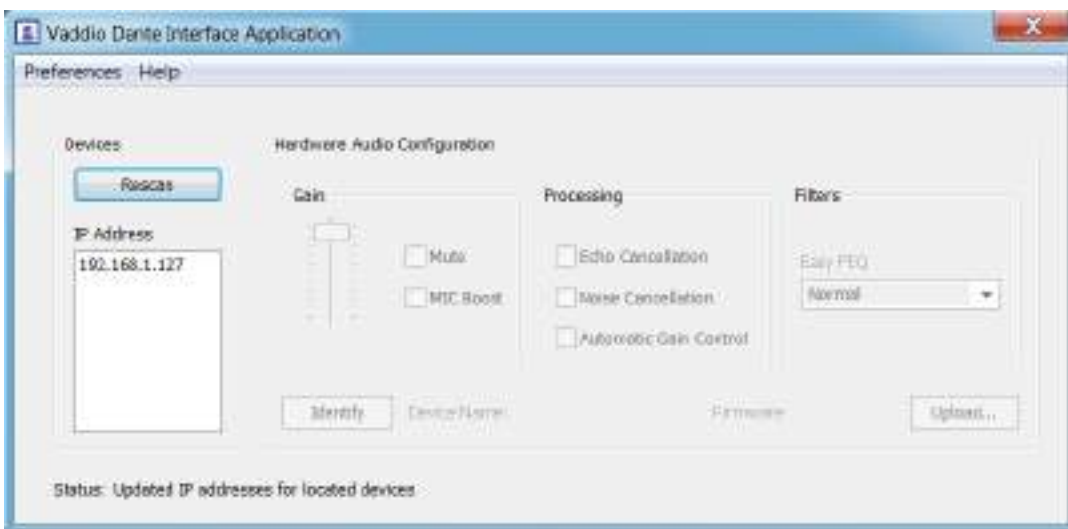 Vaddio Dante Interface Application
Preferences Help
Devices
Rescan
IP Address
192.168.1.127
Hardware Audio Configuration
Gain
Mute
MIC Boost
Processing
Echo Cancellation
Noise Cancellation
Automatic Gain Control
Filters
Easy PEQ
Normal
Identify Device Name: Firmware Upload...
Status: Updated IP addresses for located devices